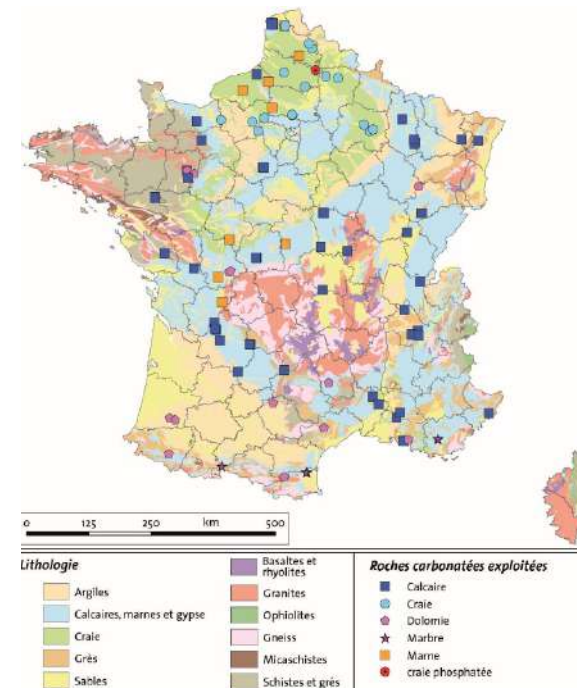 125
250
km
500
Lithologie
Argiles
Calcaires, marnes et gypse
Craie
Grès
Sables
Basaltes et
rhyolites
Granites
Ophiolites
Gneiss
Micaschistes
Schistes et grès
Roches carbonatées exploitées
Calcaire
Craie
Dolomie
Marbre
Marne
craie phosphatée